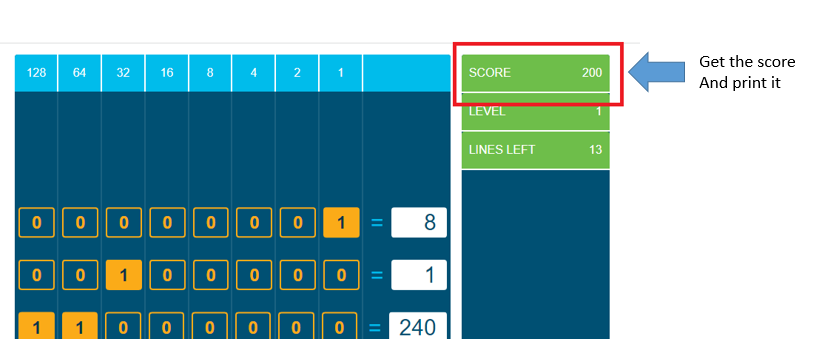 128 64 32 16 8 4 2 1
SCORE 200
Get the score
And print it
LEVEL 1
LINES LEFT 13
0 0 0 0 0 0 0 1 = 8
0 0 1 0 0 0 0 0 = 1
1 1 0 0 0 0 0 0 = 240